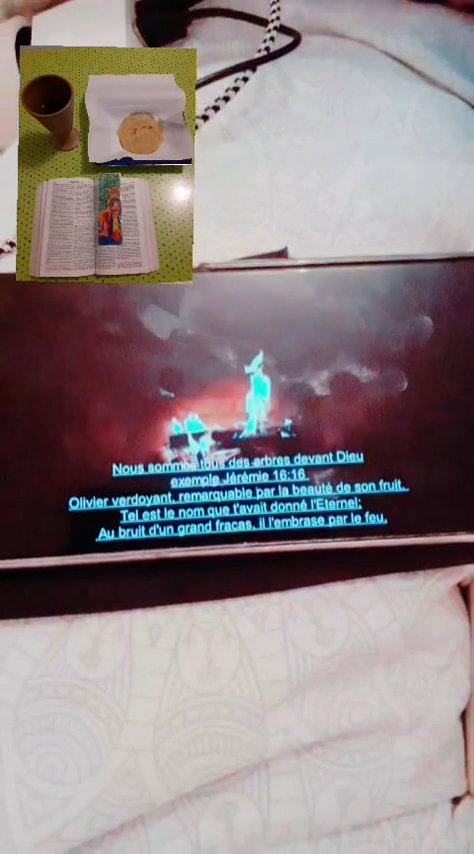 Nous sommes tous des arbres devant Dieu
exemple Jérémie 16:16
Olivier verdoyant, remarquable par la beauté de son fruit,
Tel est le nom que t'avait donné l'Eternel;
Au bruit d'un grand fracas, il l'embrase par le feu,